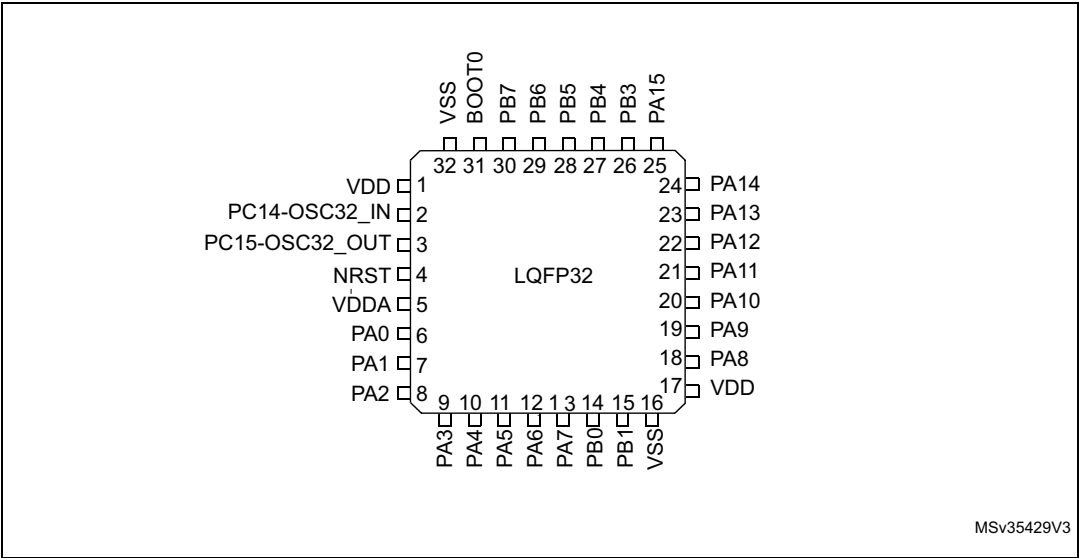 VSS
BOOT0
PB7
PB6
PB5
PB4
PB3
PA15
32 31 30 29 28 27 26 25
VDD 1
PC14-OSC32_IN 2
PC15-OSC32_OUT 3
NRST 4
VDDA 5
PA0 6
PA1 7
PA2 8
LQFP32
24 PA14
23 PA13
22 PA12
21 PA11
20 PA10
19 PA9
18 PA8
17 VDD
9 10 11 12 13 14 15 16
PA3
PA4
PA5
PA6
PA7
PB0
PB1
VSS
MSv35429V3